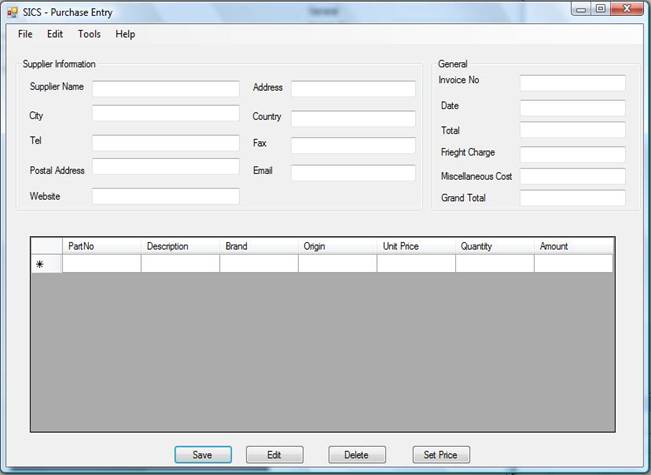 SICS - Purchase Entry
File Edit Tools Help
Supplier Information
Supplier Name
Address
City
Country
Tel
Fax
Postal Address
Email
Website
General
Invoice No
Date
Total
Frieght Charge
Miscellaneous Cost
Grand Total
PartNo Description Brand Origin Unit Price Quantity Amount
Save Edit Delete Set Price